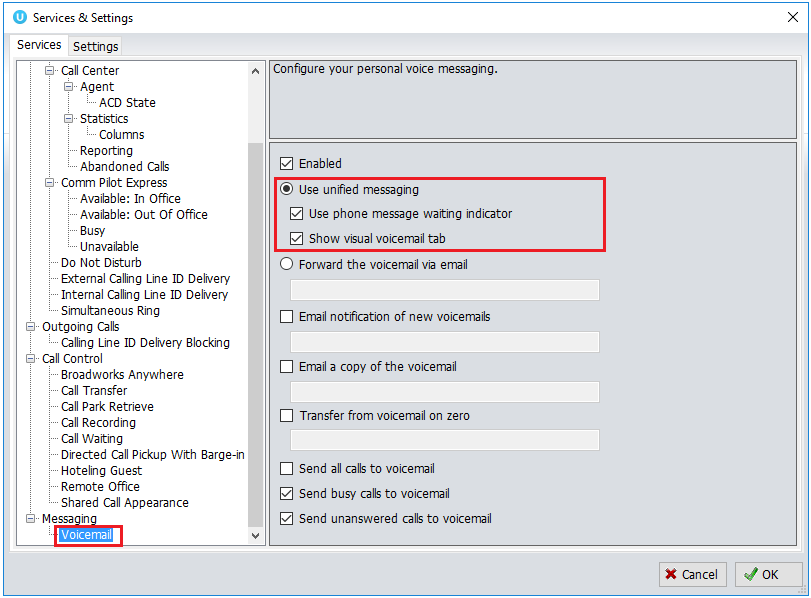 Services & Settings
Services
Settings
Call Center
Agent
ACD State
Statistics
Columns
Reporting
Abandoned Calls
Comm Pilot Express
Available: In Office
Available: Out Of Office
Busy
Unavailable
Do Not Disturb
External Calling Line ID Delivery
Internal Calling Line ID Delivery
Simultaneous Ring
Outgoing Calls
Calling Line ID Delivery Blocking
Call Control
Broadworks Anywhere
Call Transfer
Call Park Retrieve
Call Recording
Call Waiting
Directed Call Pickup With Barge-in
Hoteling Guest
Remote Office
Shared Call Appearance
Messaging
Voicemail
Configure your personal voice messaging.
Enabled
Use unified messaging
Use phone message waiting indicator
Show visual voicemail tab
Forward the voicemail via email
Email notification of new voicemails
Email a copy of the voicemail
Transfer from voicemail on zero
Send all calls to voicemail
Send busy calls to voicemail
Send unanswered calls to voicemail
Cancel
OK